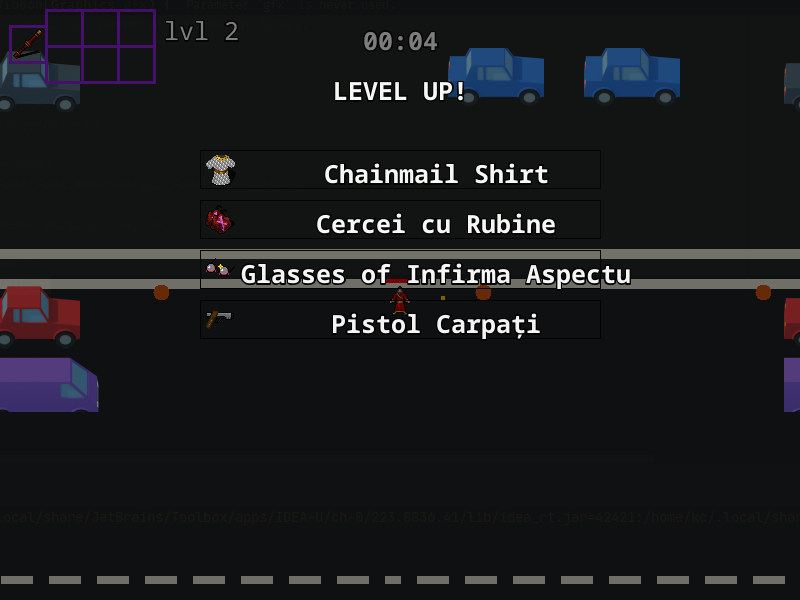 lvl 2
00:04
LEVEL UP!
Chainmail Shirt
Cercei cu Rubine
Glasses of Infirma Aspectu
Pistol Carpați